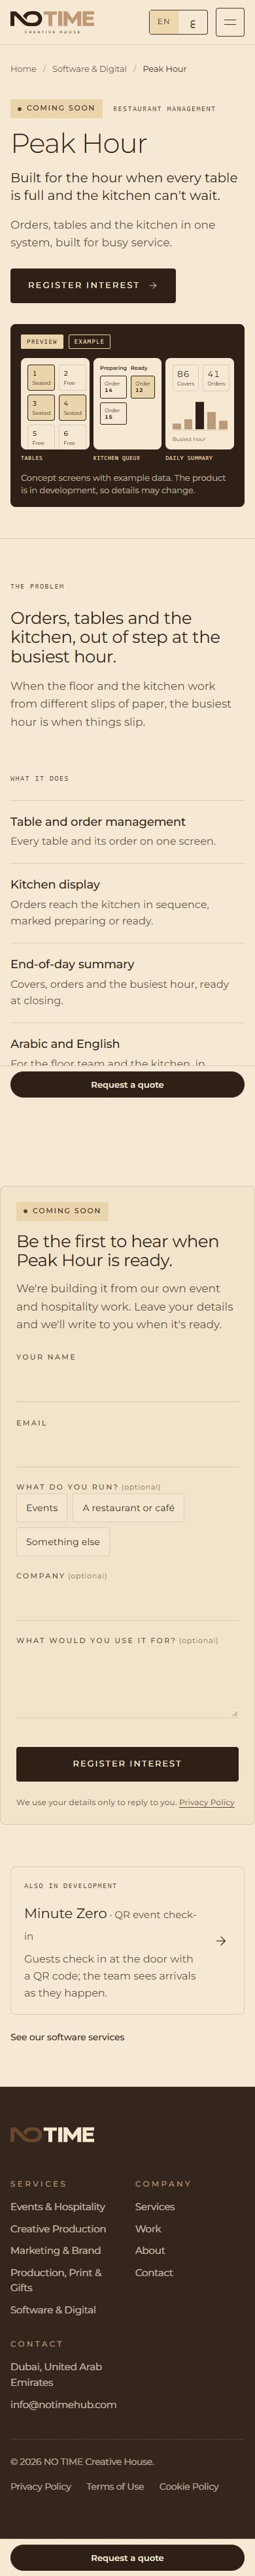 NOTIME
CREATIVE HOUSE
EN
ع
Home / Software & Digital / Peak Hour
COMING SOON
RESTAURANT MANAGEMENT
Peak Hour
Built for the hour when every table
is full and the kitchen can't wait.
Orders, tables and the kitchen in one
system, built for busy service.
REGISTER INTEREST →
PREVIEW
EXAMPLE
1
Seated
2
Free
3
Seated
4
Seated
5
Free
6
Free
TABLES
Preparing
Ready
Order
14
Order
12
Order
15
KITCHEN QUEUE
86
Covers
41
Orders
Busiest hour
DAILY SUMMARY
Concept screens with example data. The product
is in development, so details may change.
THE PROBLEM
Orders, tables and the
kitchen, out of step at the
busiest hour.
When the floor and the kitchen work
from different slips of paper, the busiest
hour is when things slip.
WHAT IT DOES
Table and order management
Every table and its order on one screen.
Kitchen display
Orders reach the kitchen in sequence,
marked preparing or ready.
End-of-day summary
Covers, orders and the busiest hour, ready
at closing.
Arabic and English
For the floor team and the kitchen, in
Request a quote
COMING SOON
Be the first to hear when
Peak Hour is ready.
We're building it from our own event
and hospitality work. Leave your details
and we'll write to you when it's ready.
YOUR NAME
EMAIL
WHAT DO YOU RUN? (optional)
Events
A restaurant or café
Something else
COMPANY (optional)
WHAT WOULD YOU USE IT FOR? (optional)
REGISTER INTEREST
We use your details only to reply to you. Privacy Policy
ALSO IN DEVELOPMENT
Minute Zero · QR event check-
in
Guests check in at the door with
a QR code; the team sees arrivals
as they happen.
→
See our software services
NOTIME
SERVICES
Events & Hospitality
Creative Production
Marketing & Brand
Production, Print &
Gifts
Software & Digital
COMPANY
Services
Work
About
Contact
CONTACT
Dubai, United Arab
Emirates
info@notimehub.com
© 2026 NO TIME Creative House.
Privacy Policy
Terms of Use
Cookie Policy
Request a quote